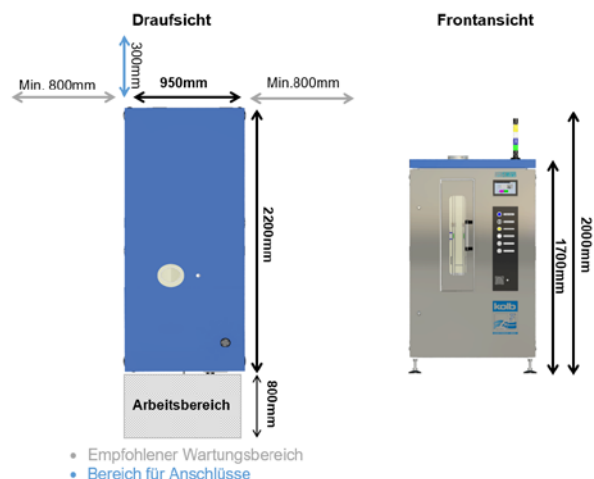 Draufsicht
Frontansicht
300mm
Min. 800mm
950mm
Min.800mm
2200mm
2000mm
1700mm
kolb
Arbeitsbereich
800mm
• Empfohlener Wartungsbereich
• Bereich für Anschlüsse